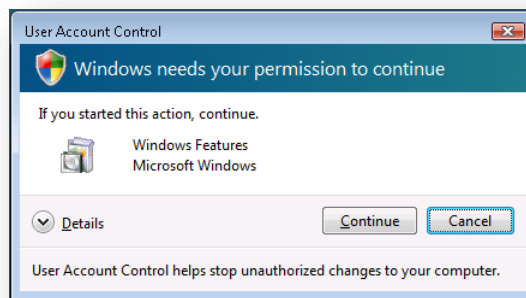 User Account Control
Windows needs your permission to continue
If you started this action, continue.
Windows Features
Microsoft Windows
Details
Continue
Cancel
User Account Control helps stop unauthorized changes to your computer.